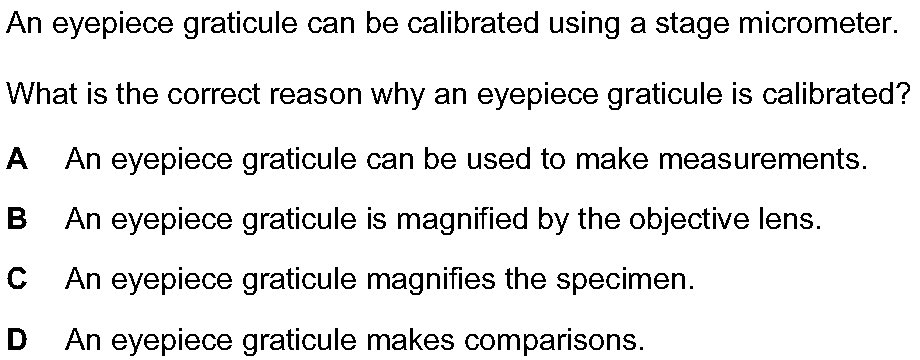 An eyepiece graticule can be calibrated using a stage micrometer.
What is the correct reason why an eyepiece graticule is calibrated?
A An eyepiece graticule can be used to make measurements.
B An eyepiece graticule is magnified by the objective lens.
C An eyepiece graticule magnifies the specimen.
D An eyepiece graticule makes comparisons.